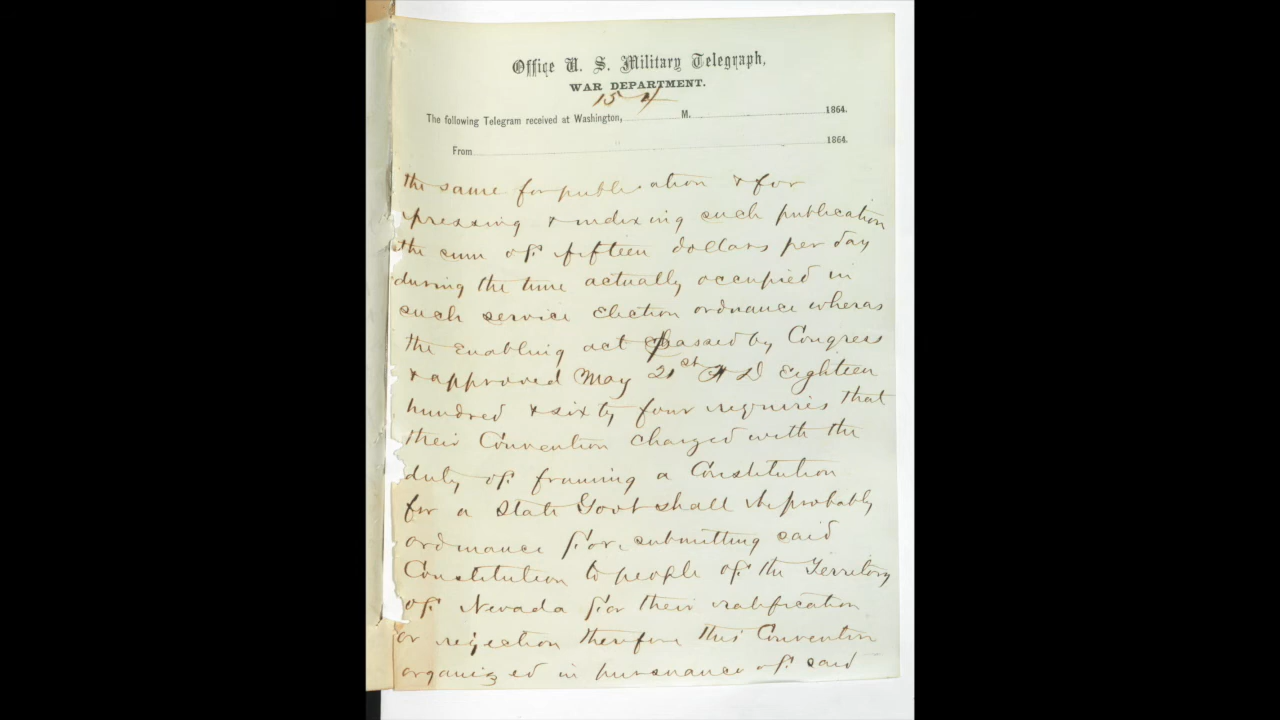 Office U. S. Military Telegraph,
WAR DEPARTMENT.
154
The following Telegram received at Washington, M. 1864.
From 1864.
the same for publication & for
pressing & indexing such publication
the sum of fifteen dollars per day
during the time actually occupied in
such service Election ordnance wheras
the Enabling act passed by Congress
& approved May 21st A D Eighteen
hundred & sixty four requires that
their Convention charged with the
duty of framing a Constitution
for a State Govt shall probably
ordinance for submitting said
Constitution to people of the Territory
of Nevada for their ratification
or rejection therefore this Convention
organized in pursuance of said